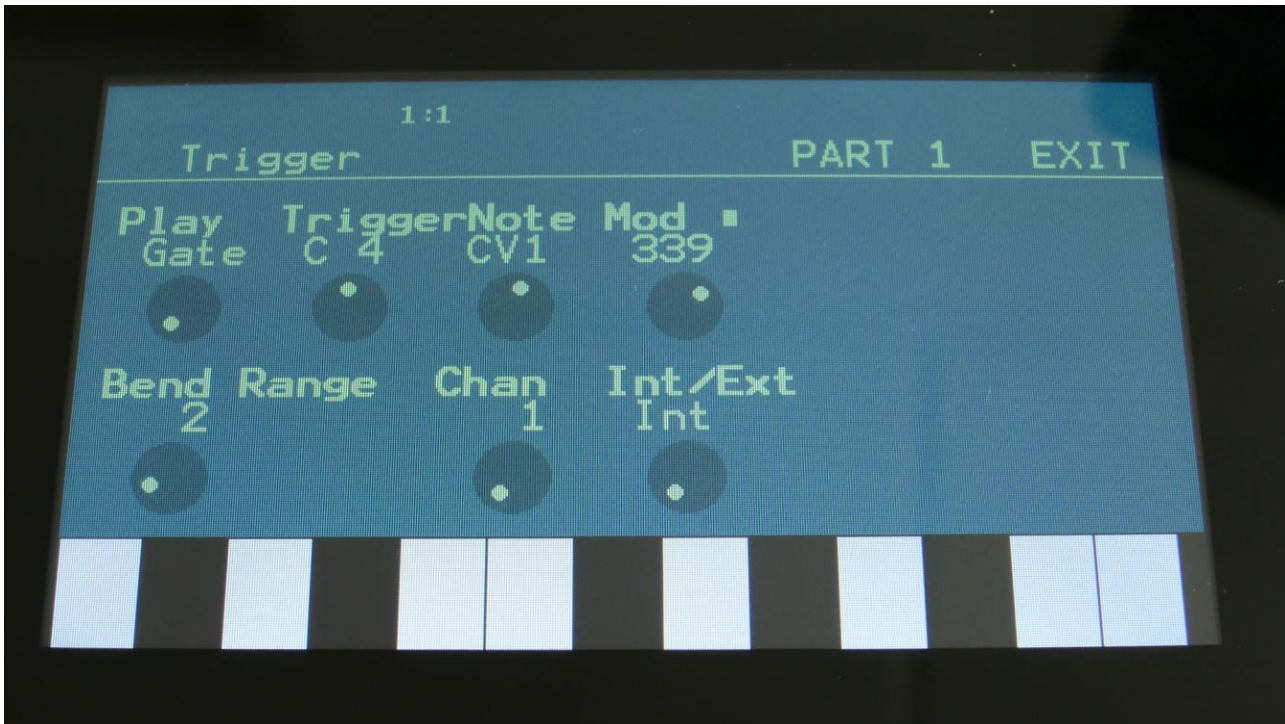 1:1
Trigger PART 1 EXIT
Play TriggerNote Mod
Gate C 4 CV1 339
Bend Range Chan Int/Ext
2 1 Int